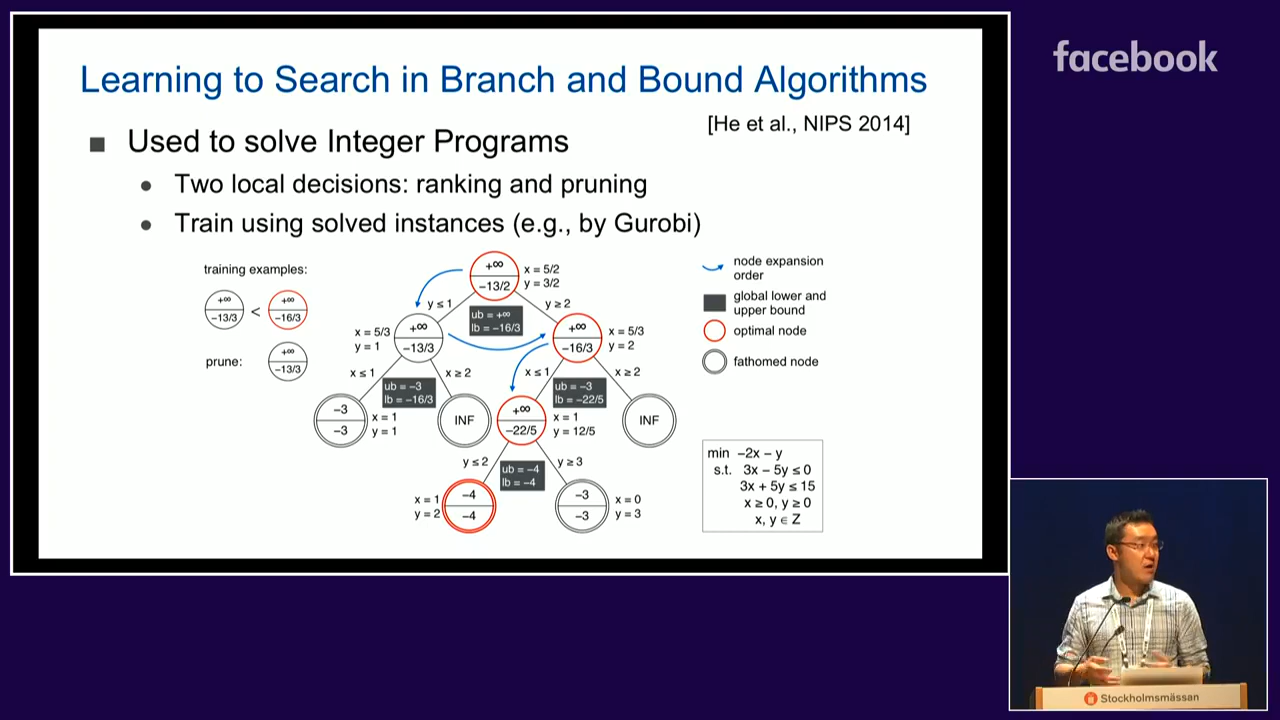 facebook
Learning to Search in Branch and Bound Algorithms
[He et al., NIPS 2014]
■ Used to solve Integer Programs
• Two local decisions: ranking and pruning
• Train using solved instances (e.g., by Gurobi)
training examples:
+∞
−13/3
<
+∞
−16/3
prune:
+∞
−13/3
+∞
−13/2
x = 5/2
y = 3/2
y ≤ 1
y ≥ 2
ub = +∞
lb = −16/3
x = 5/3
y = 1
+∞
−13/3
+∞
−16/3
x = 5/3
y = 2
x ≤ 1
x ≥ 2
x ≤ 1
x ≥ 2
ub = −3
lb = −16/3
ub = −3
lb = −22/5
−3
−3
x = 1
y = 1
INF
+∞
−22/5
x = 1
y = 12/5
INF
y ≤ 2
y ≥ 3
ub = −4
lb = −4
x = 1
y = 2
−4
−4
−3
−3
x = 0
y = 3
node expansion
order
global lower and
upper bound
optimal node
fathomed node
min −2x − y
s.t. 3x − 5y ≤ 0
3x + 5y ≤ 15
x ≥ 0, y ≥ 0
x, y ∈ Z
Stockholmsmässan